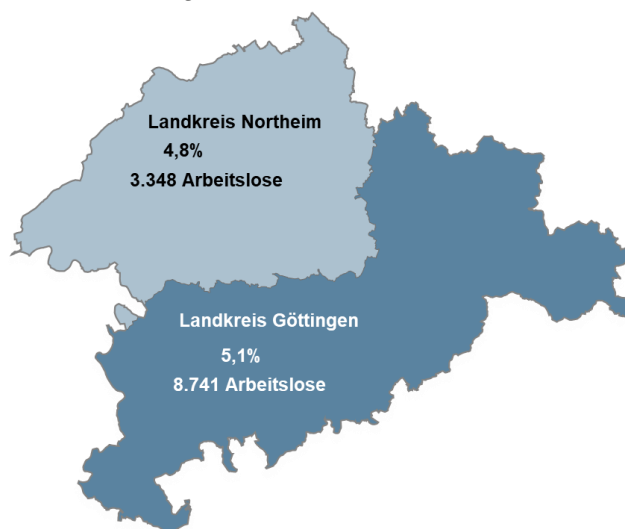 Landkreis Northeim
4,8%
3.348 Arbeitslose
Landkreis Göttingen
5,1%
8.741 Arbeitslose